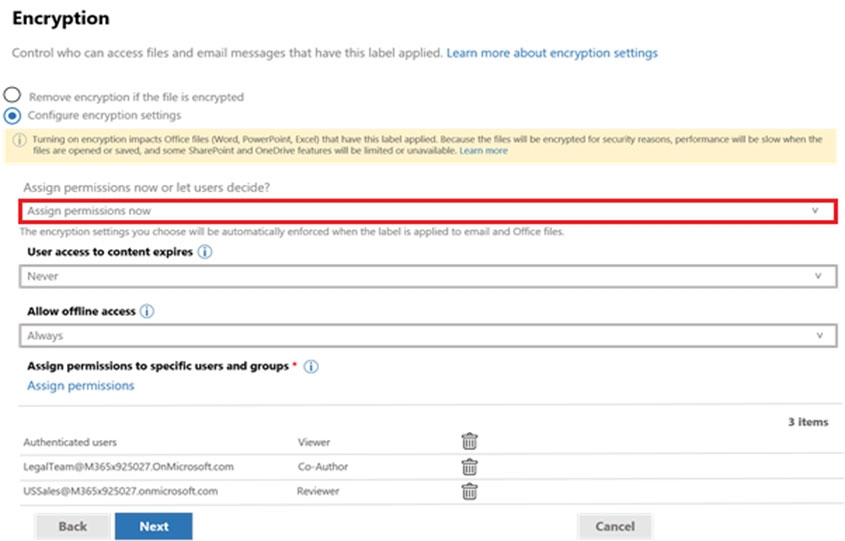 Encryption
Control who can access files and email messages that have this label applied. Learn more about encryption settings
Remove encryption if the file is encrypted
Configure encryption settings
Turning on encryption impacts Office files (Word, PowerPoint, Excel) that have this label applied. Because the files will be encrypted for security reasons, performance will be slow when
the files are opened or saved, and some SharePoint and OneDrive features will be limited or unavailable. Learn more
Assign permissions now or let users decide?
Assign permissions now
The encryption settings you choose will be automatically enforced when the label is applied to email and Office files.
User access to content expires
Never
Allow offline access
Always
Assign permissions to specific users and groups *
Assign permissions
3 items
Authenticated users Viewer
LegalTeam@M365x925027.OnMicrosoft.com Co-Author
USSales@M365x925027.onmicrosoft.com Reviewer
Back Next Cancel